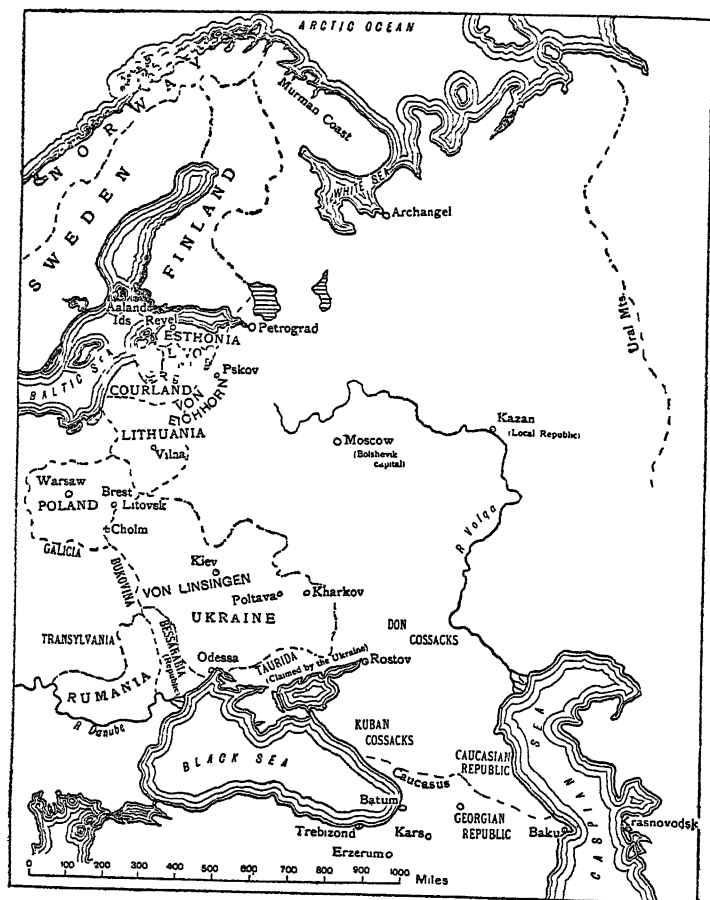 ARCTIC OCEAN
NORWAY
Murman Coast
SWEDEN
FINLAND
WHITE SEA
Archangel
Ural Mts.
Aaland
Ids
Revel
Petrograd
ESTHONIA
BALTIC SEA
Pskov
COURLAND
VON
EICHHORN
LITHUANIA
Vilna
Kazan
(Local Republic)
Moscow
(Bolshevik
capital)
Warsaw
POLAND
Brest
Litovsk
Cholm
R Volga
GALICIA
BUKOVINA
Kiev
VON LINSINGEN
Poltava
Kharkov
UKRAINE
DON
COSSACKS
TRANSYLVANIA
BESSARABIA
(Republic)
Odessa
TAURIDA
(Claimed by the Ukraine)
Rostov
RUMANIA
R Danube
KUBAN
COSSACKS
BLACK SEA
CAUCASIAN
REPUBLIC
Caucasus
CASPIAN SEA
Batum
GEORGIAN
REPUBLIC
Trebizond
Kars
Baku
Krasnovodsk
Erzerum
0 100 200 300 400 500 600 700 800 900 1000 Miles